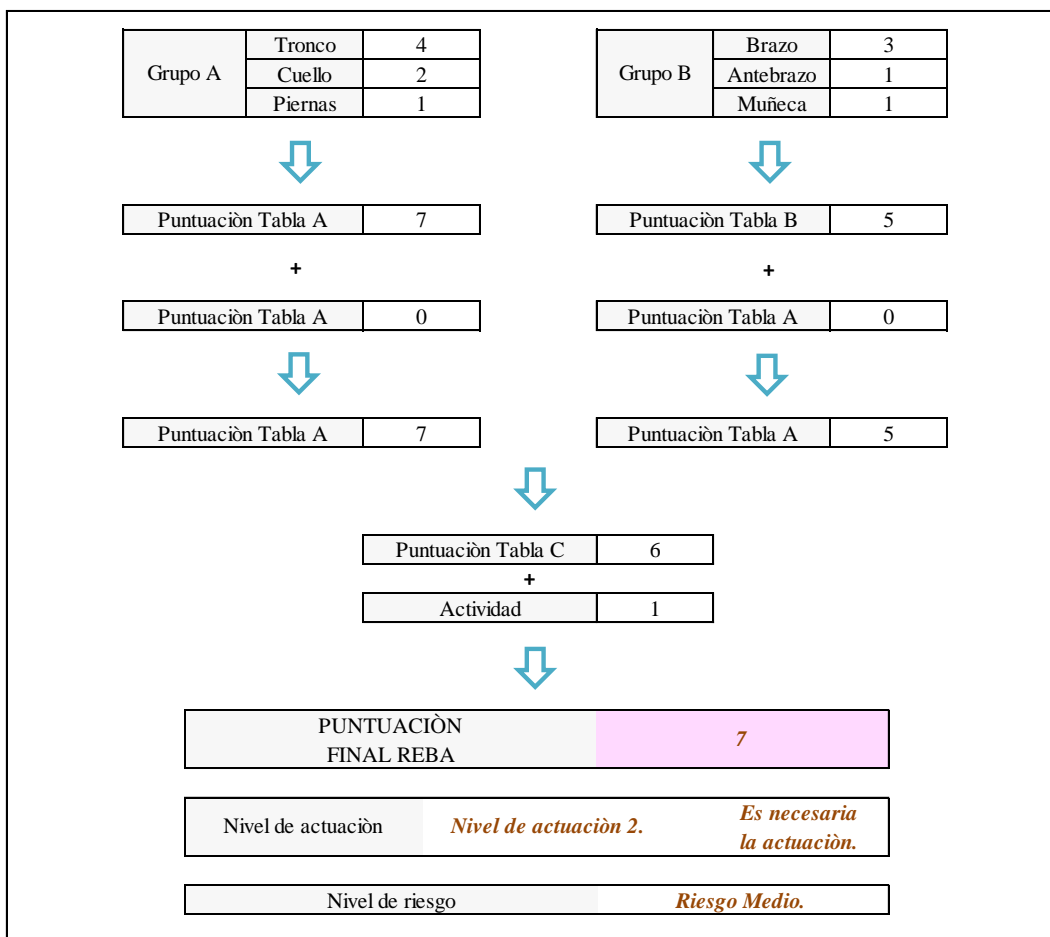 Grupo A
Tronco 4
Cuello 2
Piernas 1
Grupo B
Brazo 3
Antebrazo 1
Muñeca 1
Puntuaciòn Tabla A 7
Puntuaciòn Tabla B 5
+
+
Puntuaciòn Tabla A 0
Puntuaciòn Tabla A 0
Puntuaciòn Tabla A 7
Puntuaciòn Tabla A 5
Puntuaciòn Tabla C 6
+
Actividad 1
PUNTUACIÒN
FINAL REBA
7
Nivel de actuaciòn
Nivel de actuaciòn 2.
Es necesaria
la actuaciòn.
Nivel de riesgo
Riesgo Medio.